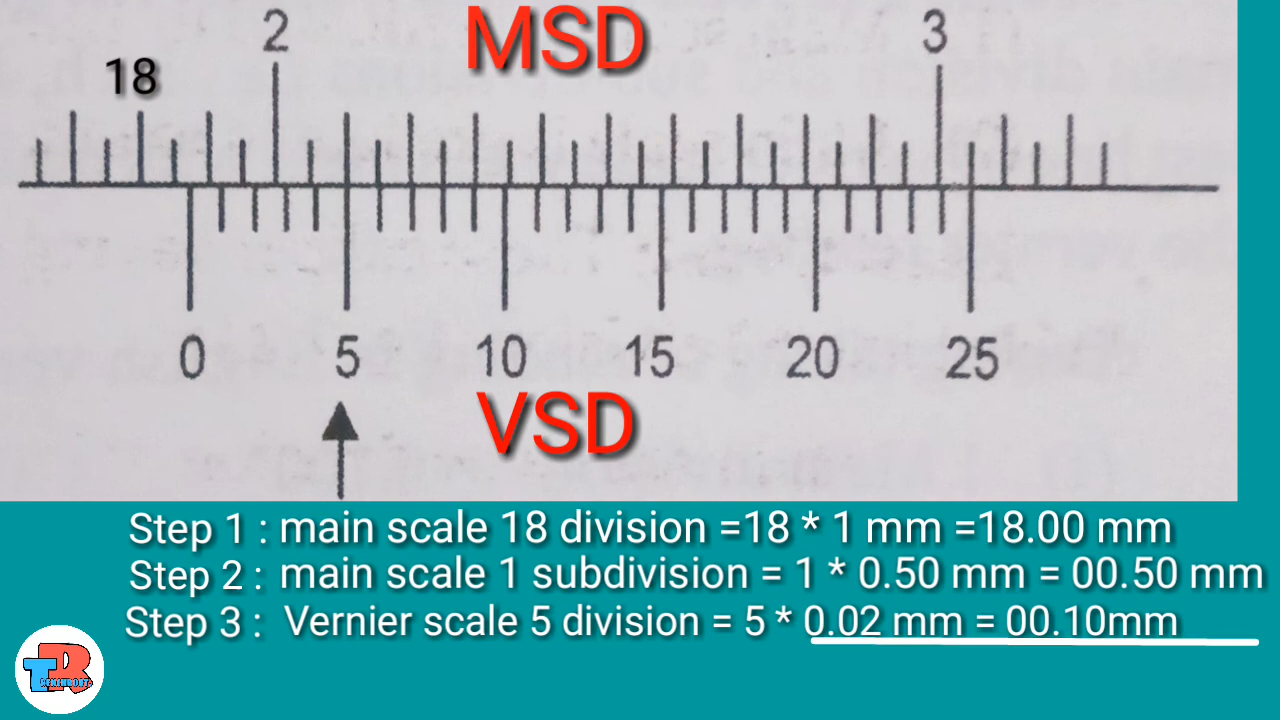 MSD
2 3
18
0 5 10 15 20 25
VSD
Step 1 : main scale 18 division =18 * 1 mm =18.00 mm
Step 2 : main scale 1 subdivision = 1 * 0.50 mm = 00.50 mm
Step 3 : Vernier scale 5 division = 5 * 0.02 mm = 00.10mm
TR